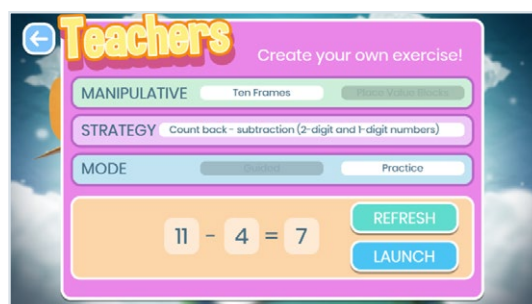 Teachers
Create your own exercise!
MANIPULATIVE Ten Frames Place Value Blocks
STRATEGY Count back - subtraction (2-digit and 1-digit numbers)
MODE Guided Practice
11 - 4 = 7
REFRESH
LAUNCH